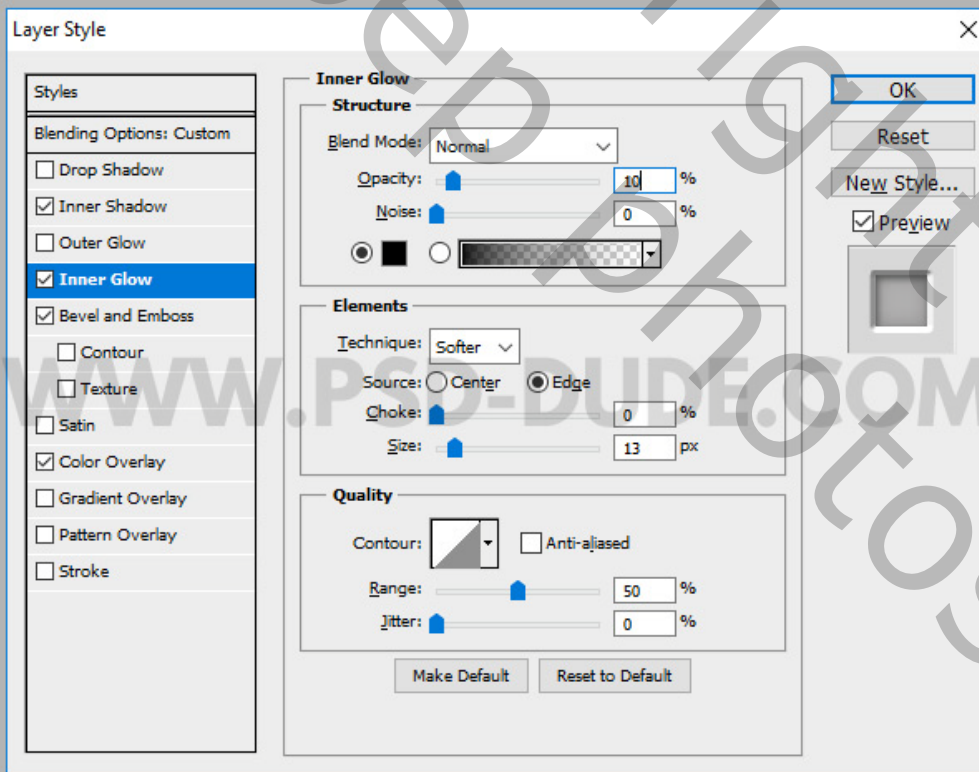 Layer Style
Styles
Blending Options: Custom
Drop Shadow
Inner Shadow
Outer Glow
Inner Glow
Bevel and Emboss
Contour
Texture
Satin
Color Overlay
Gradient Overlay
Pattern Overlay
Stroke
Inner Glow
Structure
Blend Mode: Normal
Opacity: 10 %
Noise: 0 %
Elements
Technique: Softer
Source: Center Edge
Choke: 0 %
Size: 13 px
Quality
Contour: Anti-aliased
Range: 50 %
Jitter: 0 %
Make Default Reset to Default
OK
Reset
New Style...
Preview
WWW.PSD-DUDE.COM